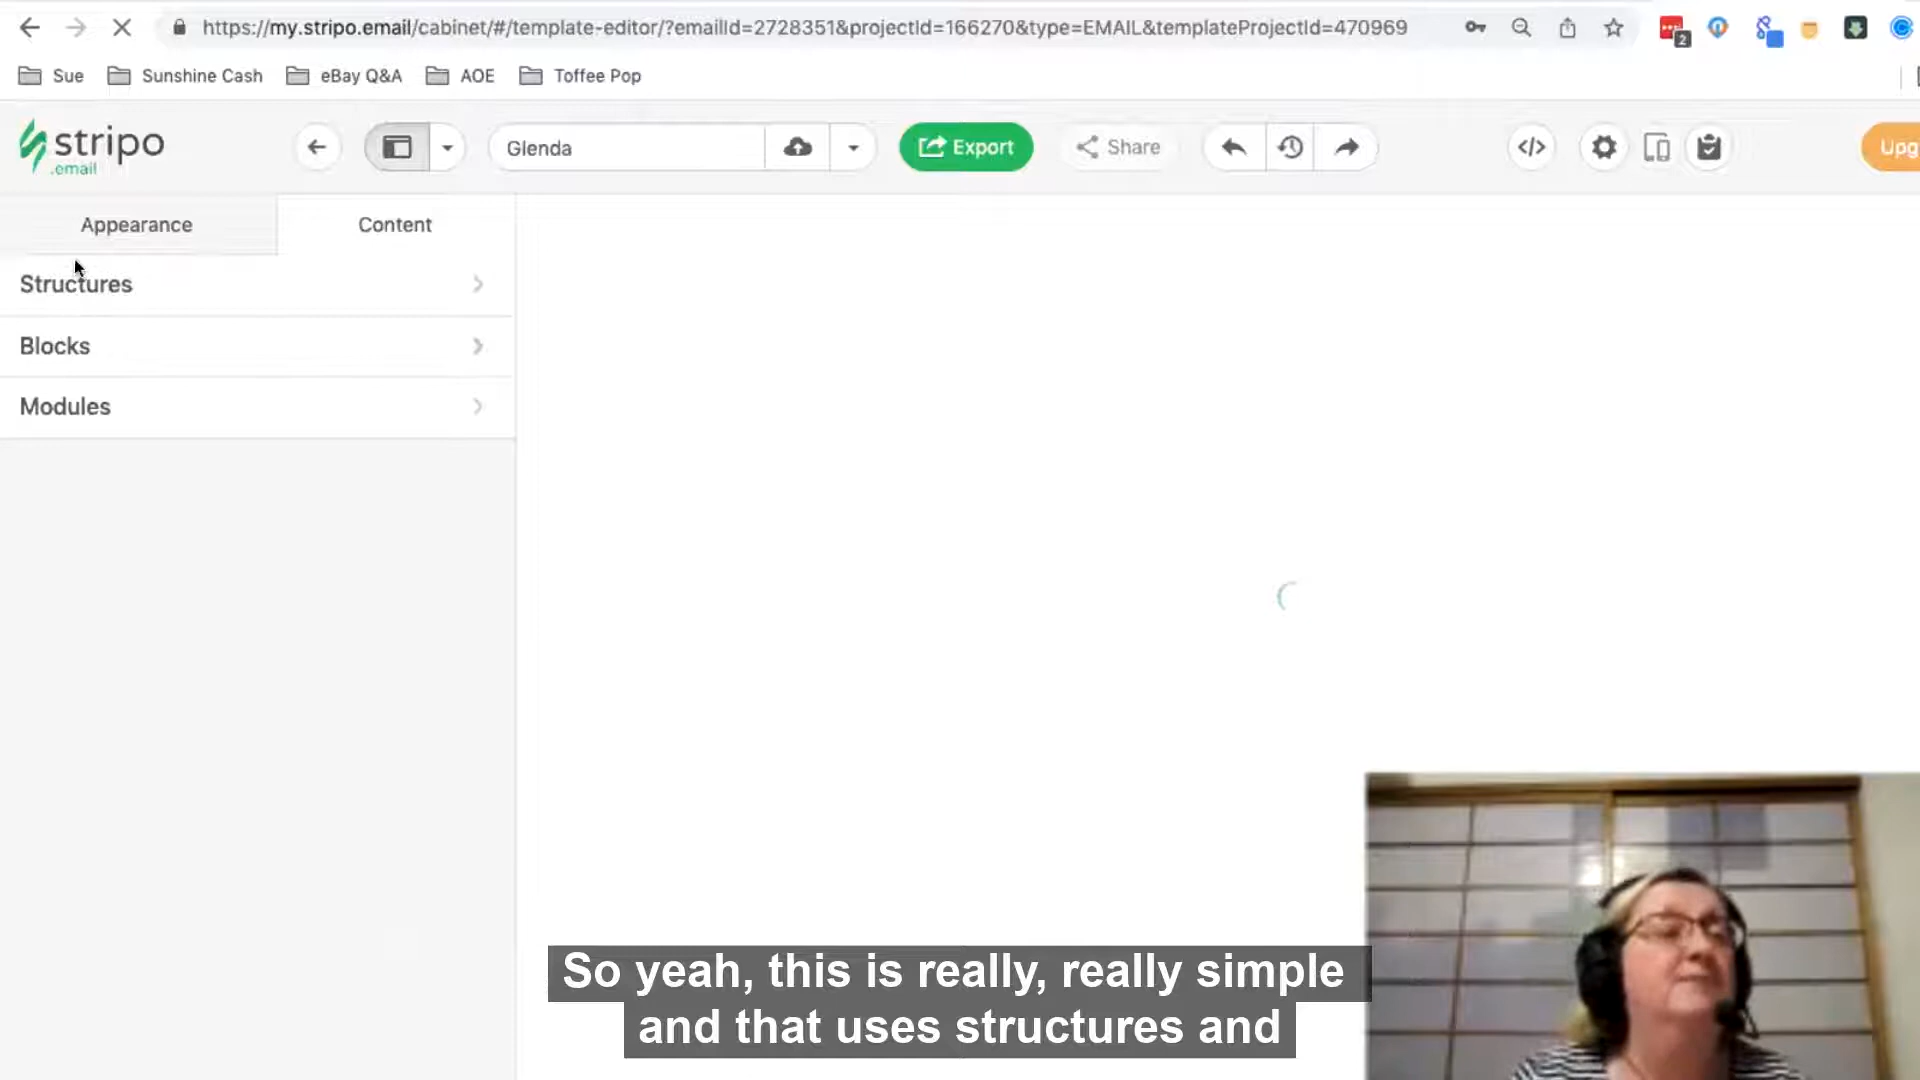 https://my.stripo.email/cabinet/#/template-editor/?emailId=2728351&projectId=166270&type=EMAIL&templateProjectId=470969
2
Sue Sunshine Cash eBay Q&A AOE Toffee Pop
stripo
.email
Glenda Export Share </> Upg
Appearance Content
Structures
Blocks
Modules
So yeah, this is really, really simple
and that uses structures and